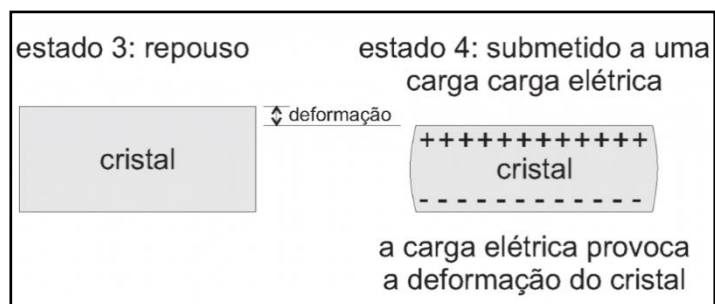 estado 3: repouso
estado 4: submetido a uma
carga carga elétrica
deformação
cristal
++++++++++++
cristal
- - - - - - - - - - - -
a carga elétrica provoca
a deformação do cristal